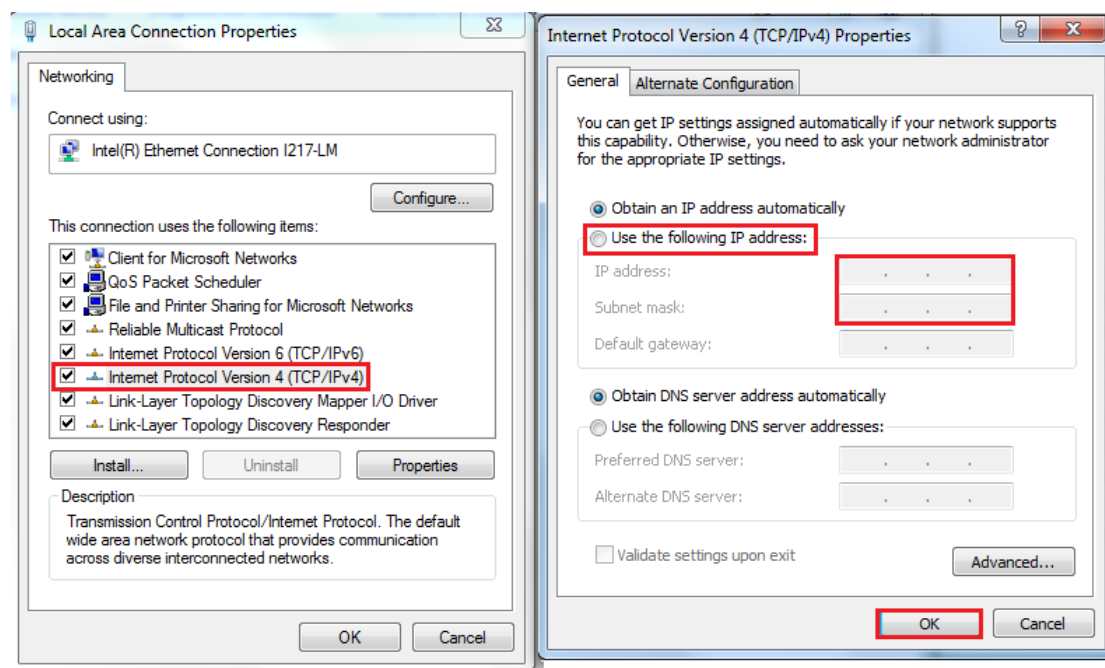 Local Area Connection Properties
Networking
Connect using:
Intel(R) Ethernet Connection I217-LM
Configure...
This connection uses the following items:
Client for Microsoft Networks
QoS Packet Scheduler
File and Printer Sharing for Microsoft Networks
Reliable Multicast Protocol
Internet Protocol Version 6 (TCP/IPv6)
Internet Protocol Version 4 (TCP/IPv4)
Link-Layer Topology Discovery Mapper I/O Driver
Link-Layer Topology Discovery Responder
Install...
Uninstall
Properties
Description
Transmission Control Protocol/Internet Protocol. The default
wide area network protocol that provides communication
across diverse interconnected networks.
OK
Cancel
Internet Protocol Version 4 (TCP/IPv4) Properties
General
Alternate Configuration
You can get IP settings assigned automatically if your network supports
this capability. Otherwise, you need to ask your network administrator
for the appropriate IP settings.
Obtain an IP address automatically
Use the following IP address:
IP address:
Subnet mask:
Default gateway:
Obtain DNS server address automatically
Use the following DNS server addresses:
Preferred DNS server:
Alternate DNS server:
Validate settings upon exit
Advanced...
OK
Cancel